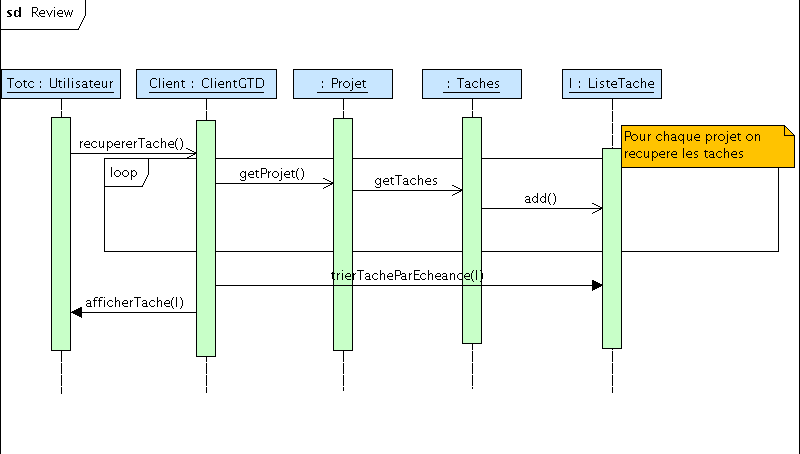 sd Review
Totc : Utilisateur
Client : ClientGTD
: Projet
: Taches
l : ListeTache
Pour chaque projet on
recupere les taches
recupererTache()
loop
getProjet()
getTaches
add()
trierTacheParEcheance(l)
afficherTache(l)